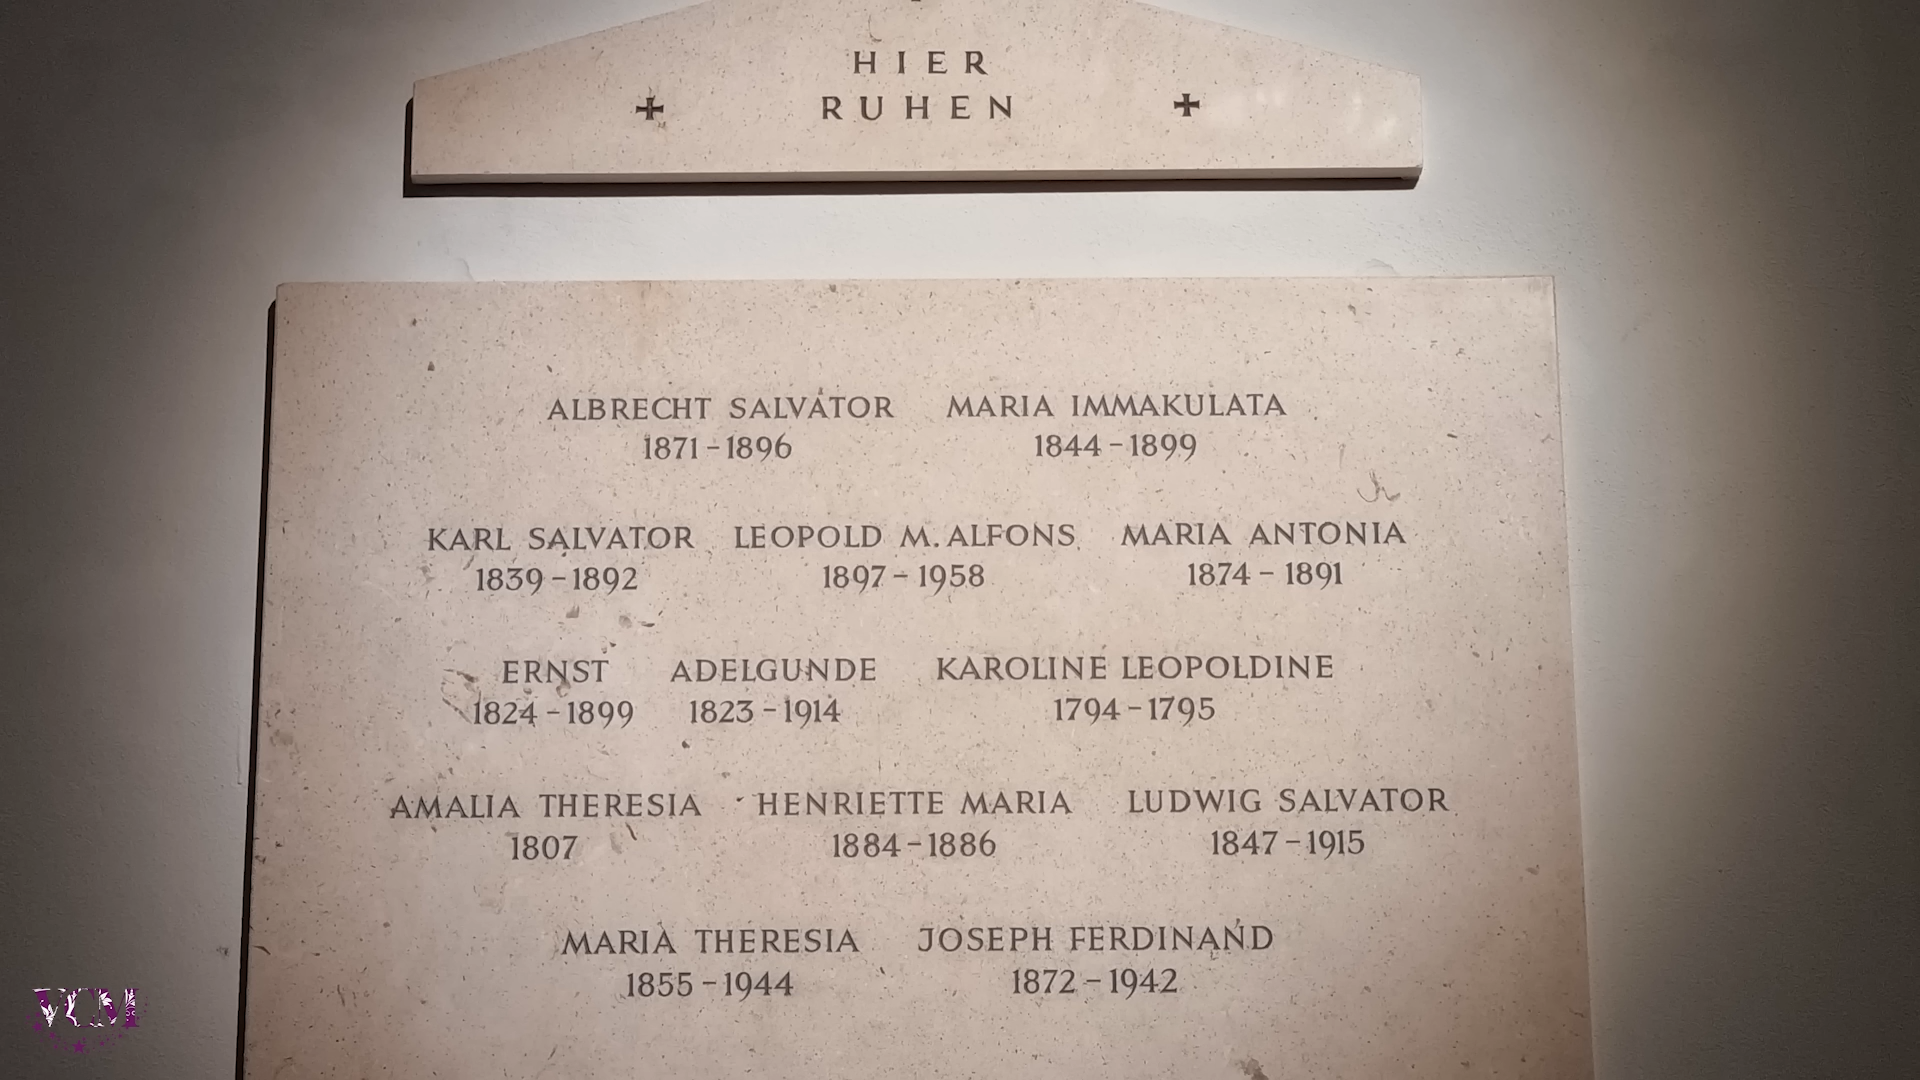 HIER
RUHEN
ALBRECHT SALVATOR MARIA IMMAKULATA
1871-1896 1844-1899
KARL SALVATOR LEOPOLD M. ALFONS MARIA ANTONIA
1839-1892 1897-1958 1874-1891
ERNST ADELGUNDE KAROLINE LEOPOLDINE
1824-1899 1823-1914 1794-1795
AMALIA THERESIA HENRIETTE MARIA LUDWIG SALVATOR
1807 1884-1886 1847-1915
MARIA THERESIA JOSEPH FERDINAND
1855-1944 1872-1942
VCM